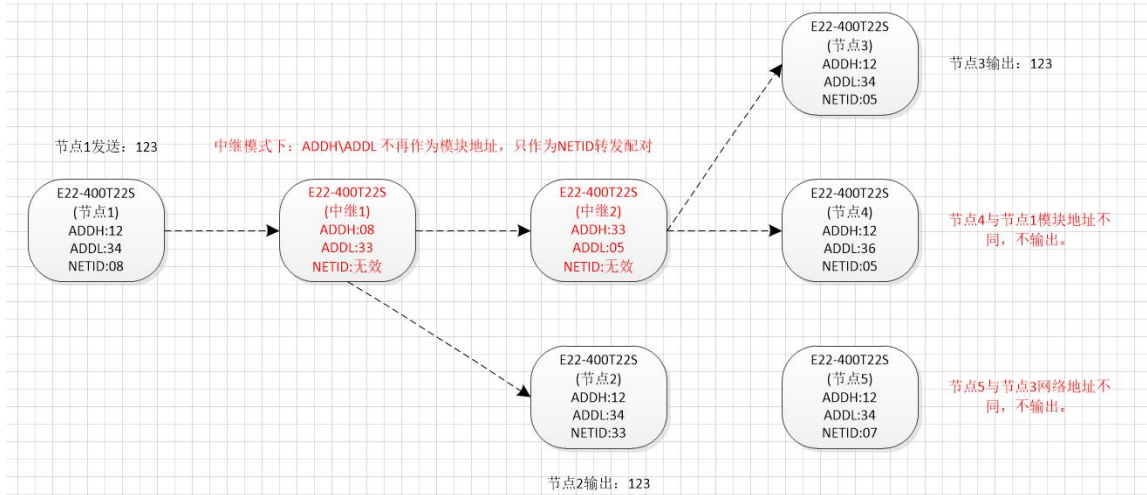 E22-400T22S
(节点3)
ADDH:12
ADDL:34
NETID:05
节点3输出：123
节点1发送：123
中继模式下：ADDH\ADDL 不再作为模块地址，只作为NETID转发配对
E22-400T22S
(节点1)
ADDH:12
ADDL:34
NETID:08
E22-400T22S
(中继1)
ADDH:08
ADDL:33
NETID:无效
E22-400T22S
(中继2)
ADDH:33
ADDL:05
NETID:无效
E22-400T22S
(节点4)
ADDH:12
ADDL:36
NETID:05
节点4与节点1模块地址不
同，不输出。
E22-400T22S
(节点2)
ADDH:12
ADDL:34
NETID:33
E22-400T22S
(节点5)
ADDH:12
ADDL:34
NETID:07
节点5与节点3网络地址不
同，不输出。
节点2输出：123